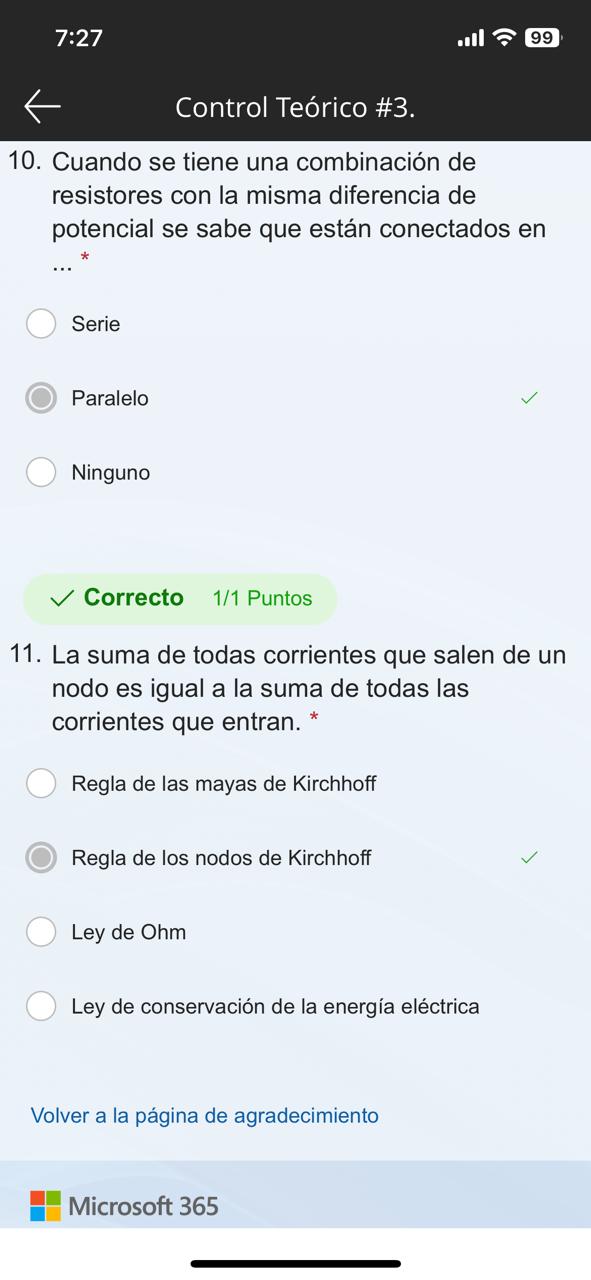 7:27
99
Control Teórico #3.
10. Cuando se tiene una combinación de
resistores con la misma diferencia de
potencial se sabe que están conectados en
... *
Serie
Paralelo
Ninguno
Correcto 1/1 Puntos
11. La suma de todas corrientes que salen de un
nodo es igual a la suma de todas las
corrientes que entran. *
Regla de las mayas de Kirchhoff
Regla de los nodos de Kirchhoff
Ley de Ohm
Ley de conservación de la energía eléctrica
Volver a la página de agradecimiento
Microsoft 365